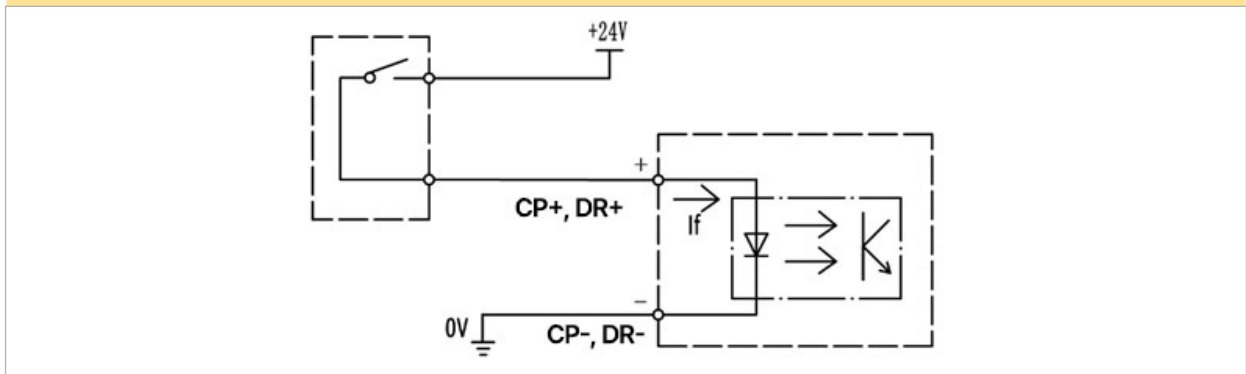 +24V
+
CP+, DR+
If
−
0V
CP-, DR-